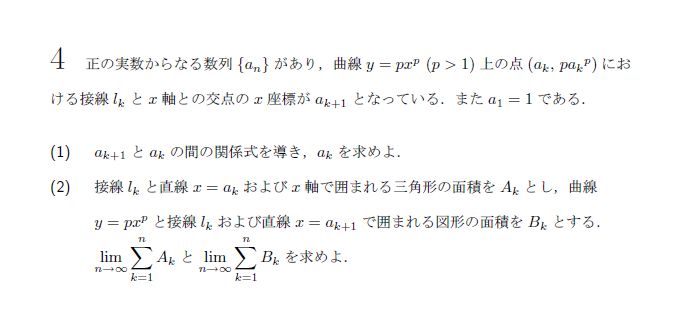 4 正の実数からなる数列 {a_n} があり，曲線 y = px^p (p > 1) 上の点 (a_k, pa_k^p) にお
ける接線 l_k と x 軸との交点の x 座標が a_{k+1} となっている．また a_1 = 1 である．
(1) a_{k+1} と a_k の間の関係式を導き，a_k を求めよ．
(2) 接線 l_k と直線 x = a_k および x 軸で囲まれる三角形の面積を A_k とし，曲線
y = px^p と接線 l_k および直線 x = a_{k+1} で囲まれる図形の面積を B_k とする．
lim_{n→∞} ∑_{k=1}^{n} A_k と lim_{n→∞} ∑_{k=1}^{n} B_k を求めよ．